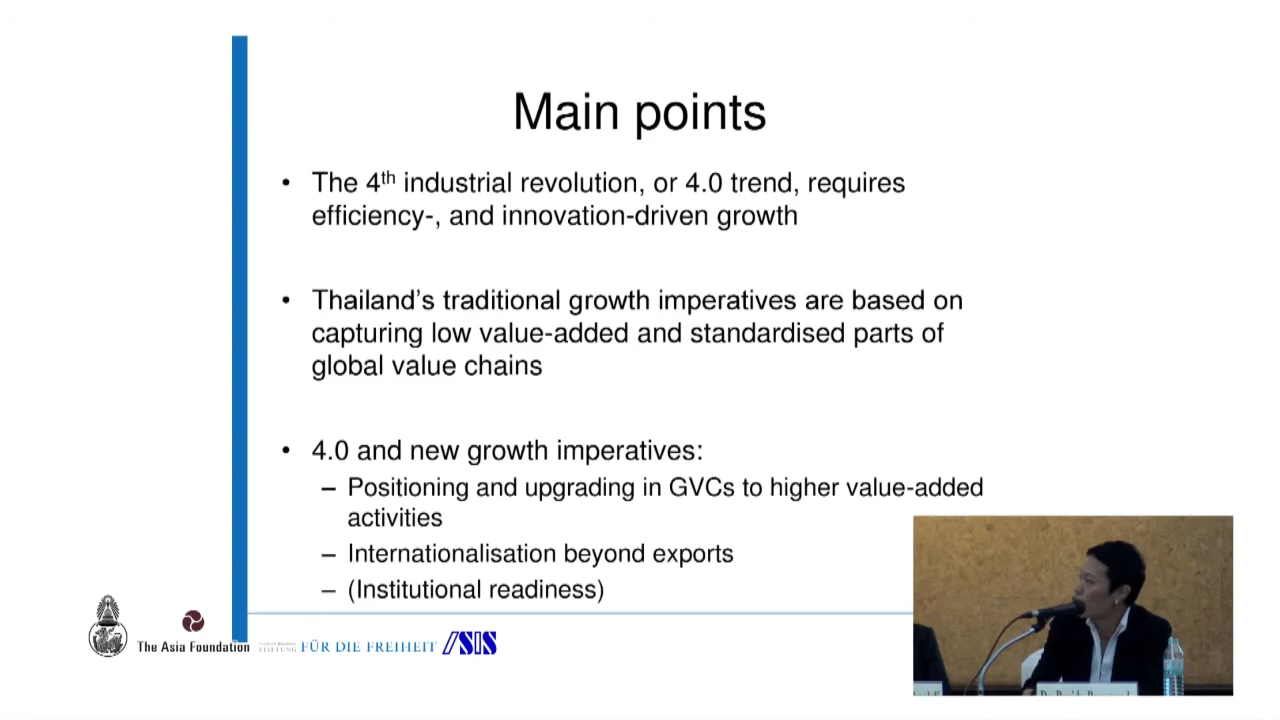 Main points
• The 4th industrial revolution, or 4.0 trend, requires
efficiency-, and innovation-driven growth
• Thailand's traditional growth imperatives are based on
capturing low value-added and standardised parts of
global value chains
• 4.0 and new growth imperatives:
– Positioning and upgrading in GVCs to higher value-added
activities
– Internationalisation beyond exports
– (Institutional readiness)
The Asia Foundation
STIFTUNG FÜR DIE FREIHEIT
ISIS